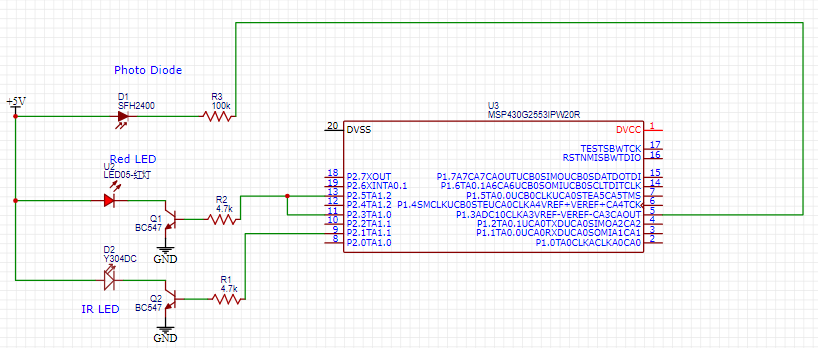 Photo Diode
D1
SFH2400
R3
100k
+5V
U3
MSP430G2553IPW20R
20 DVSS
DVCC 1
TESTSBWTCK 17
RSTNMISBWTDIO 16
Red LED
U2
R2
4.7k
Q1
BC547
GND
18 P2.7XOUT
19 P2.6XINTA0.1
13 P2.5TA1.2
12 P2.4TA1.2
11 P2.3TA1.0
10 P2.2TA1.1
9 P2.1TA1.1
8 P2.0TA1.0
P1.7A7CA7CAOUTUCB0SIMOUCB0SDATDOTDI 15
P1.6TA0.1A6CA6UCB0SOMIUCB0SCLTDITCLK 14
P1.5TA0.0UCB0CLKUCA0STEA5CA5TMS 7
P1.4SMCLKUCB0STEUCA0CLKA4VREF+VEREF+CA4TCK 6
P1.3ADC10CLKA3VREF-VEREF-CA3CAOUT 5
P1.2TA0.1UCA0TXDUCA0SIMOA2CA2 4
P1.1TA0.0UCA0RXDUCA0SOMIA1CA1 3
P1.0TA0CLKACLKA0CA0 2
D2
Y304DC
R1
4.7k
Q2
BC547
IR LED
GND